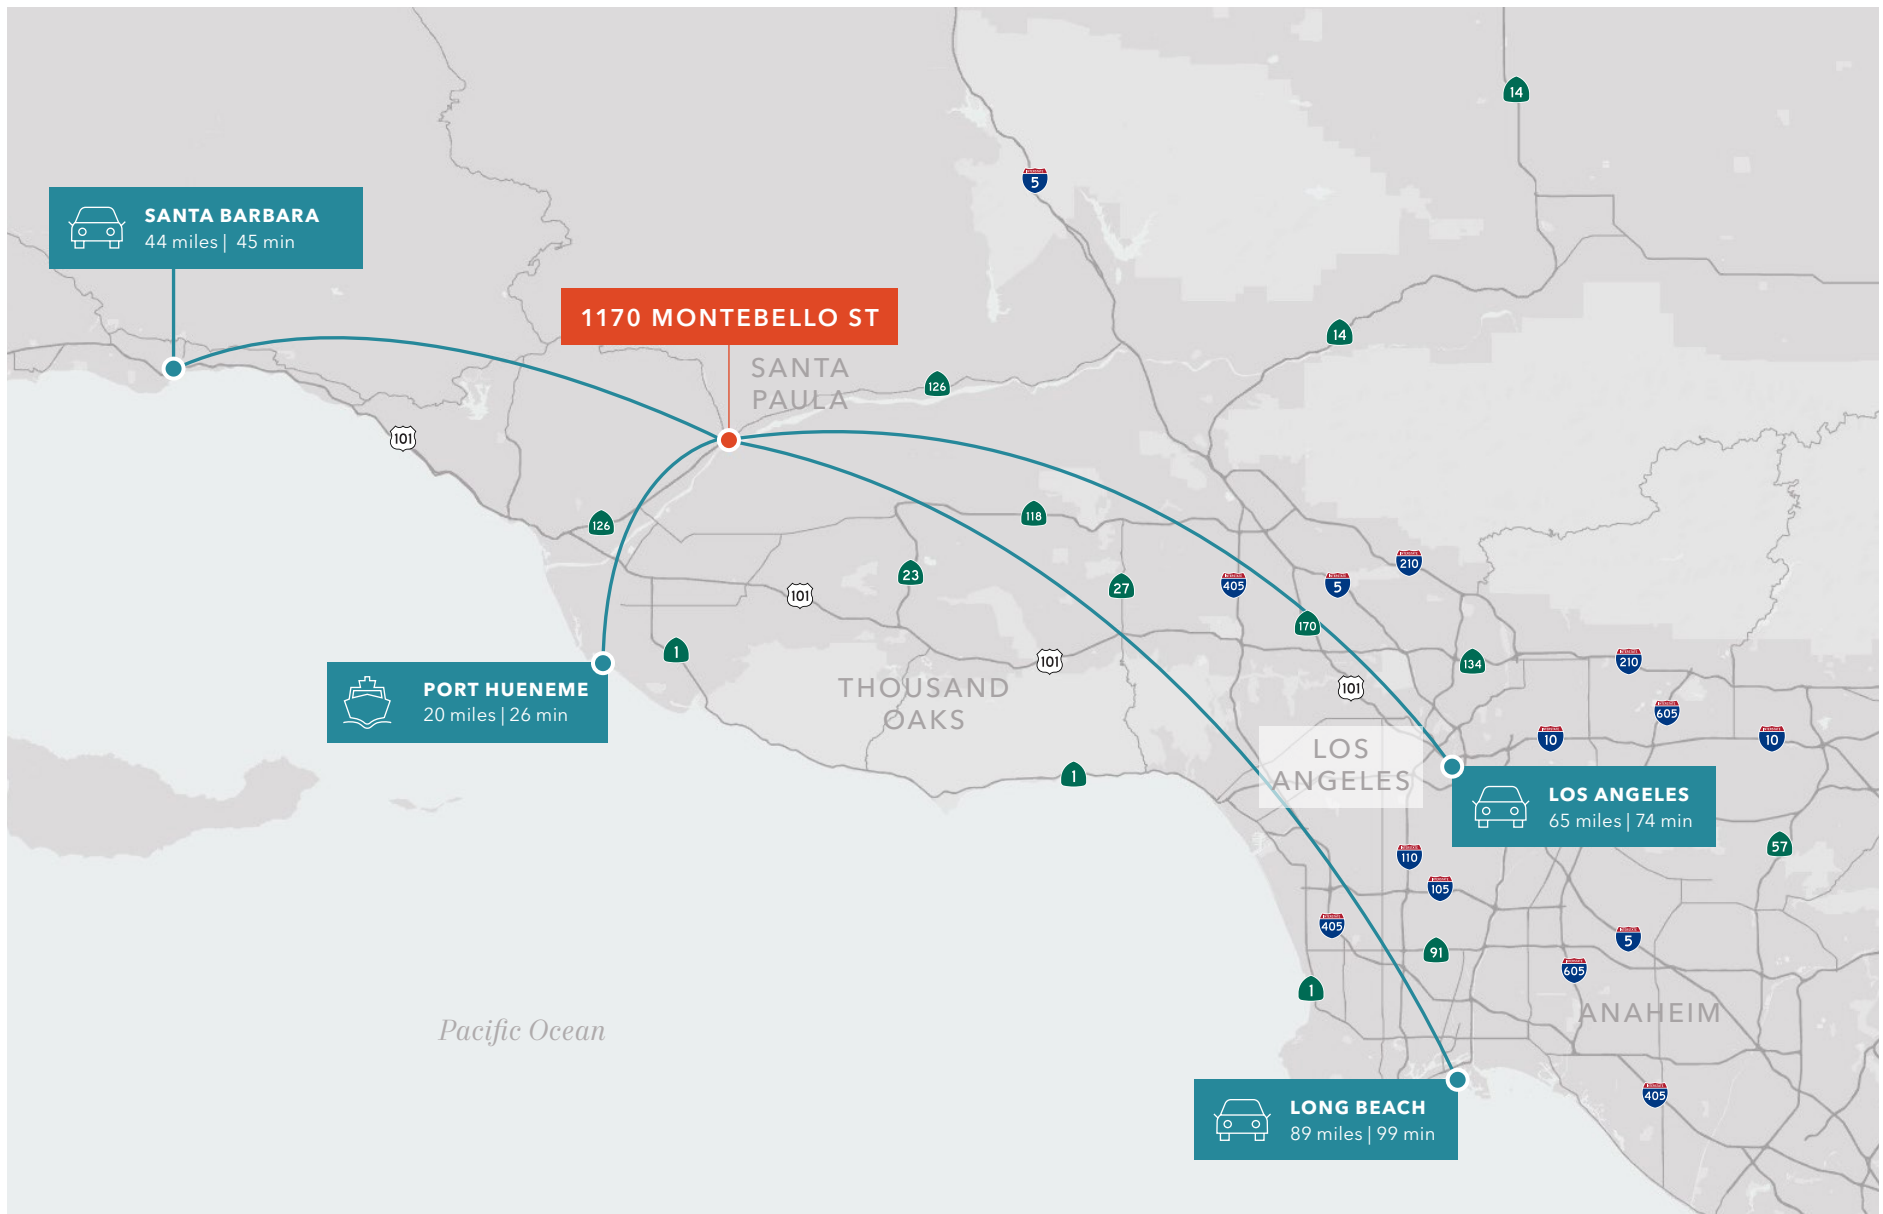 14
5
SANTA BARBARA
44 miles | 45 min
1170 MONTEBELLO ST
14
SANTA
PAULA
126
101
118
126
210
23
27
405
5
101
170
1
101
134
210
PORT HUENEME
20 miles | 26 min
THOUSAND
OAKS
101
605
10
10
LOS
ANGELES
1
LOS ANGELES
65 miles | 74 min
57
110
105
405
5
91
605
1
ANAHEIM
Pacific Ocean
405
LONG BEACH
89 miles | 99 min